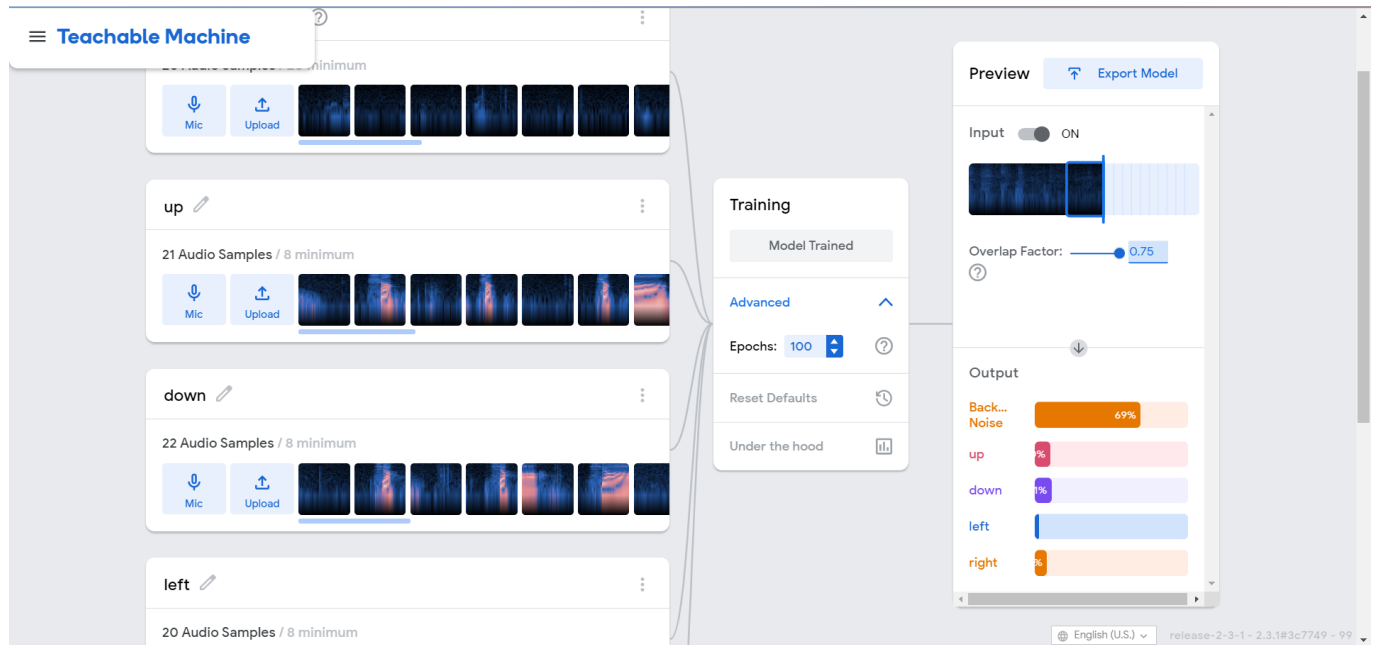 Teachable Machine
minimum
Mic
Upload
up
21 Audio Samples / 8 minimum
Mic
Upload
down
22 Audio Samples / 8 minimum
Mic
Upload
left
20 Audio Samples / 8 minimum
Training
Model Trained
Advanced
Epochs: 100
Reset Defaults
Under the hood
Preview
Export Model
Input ON
Overlap Factor: 0.75
Output
Back...
Noise
69%
up
%
down
1%
left
right
%
English (U.S.)
release-2-3-1 - 2.3.1#3c7749 - 99